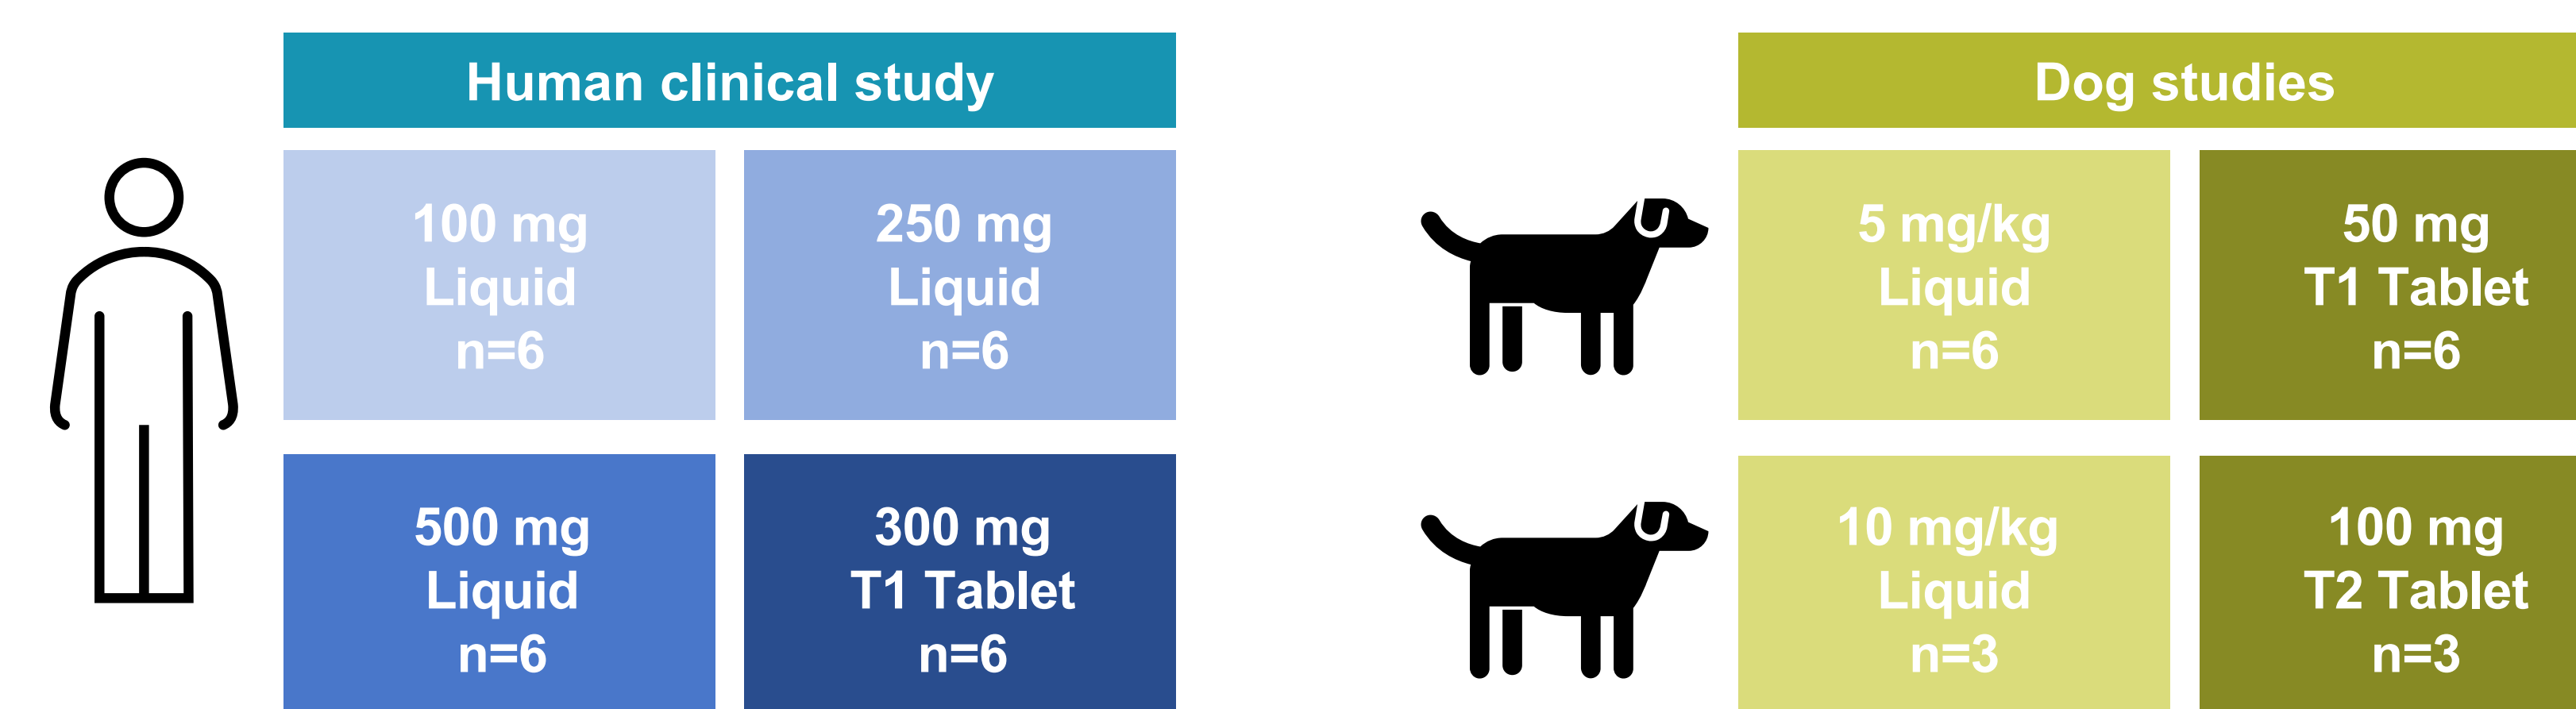 Human clinical study
100 mg
Liquid
n=6
250 mg
Liquid
n=6
500 mg
Liquid
n=6
300 mg
T1 Tablet
n=6
Dog studies
5 mg/kg
Liquid
n=6
50 mg
T1 Tablet
n=6
10 mg/kg
Liquid
n=3
100 mg
T2 Tablet
n=3